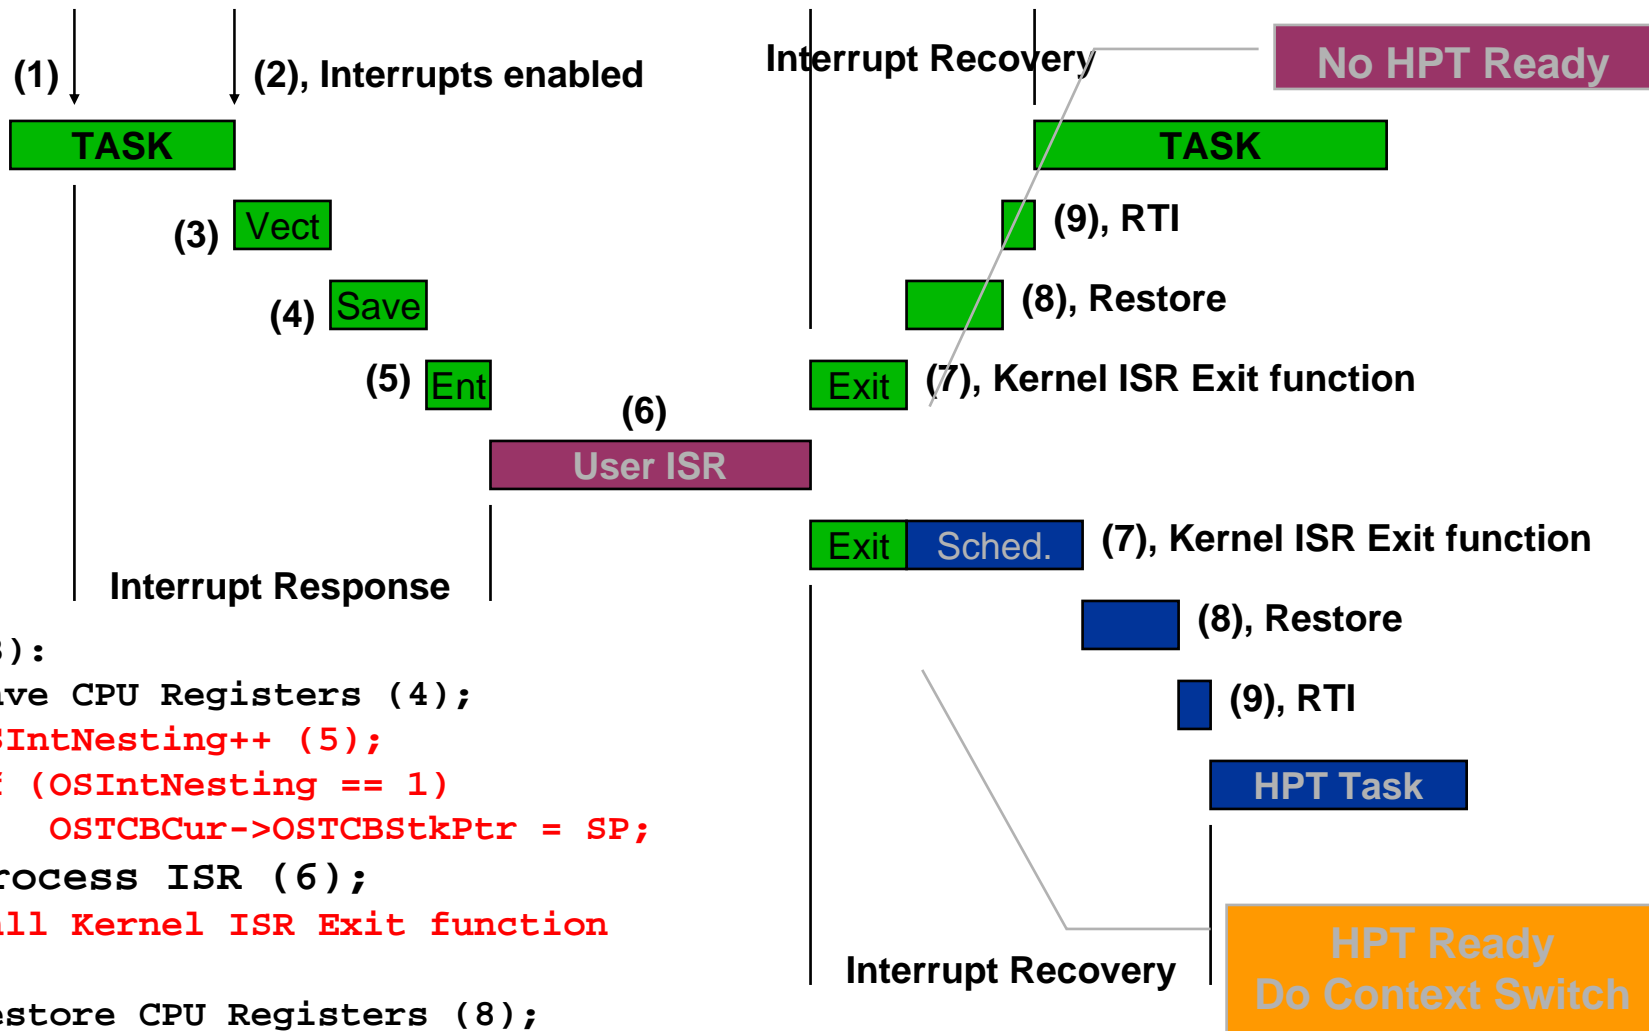 (1)
(2), Interrupts enabled
Interrupt Recovery
No HPT Ready
TASK
TASK
(3)
Vect
(9), RTI
(4)
Save
(8), Restore
(5)
Ent
Exit
(7), Kernel ISR Exit function
(6)
User ISR
Exit
Sched.
(7), Kernel ISR Exit function
Interrupt Response
(8), Restore
(9), RTI
HPT Task
):
ave CPU Registers (4);
SIntNesting++ (5);
f (OSIntNesting == 1)
OSTCBCur->OSTCBStkPtr = SP;
rocess ISR (6);
all Kernel ISR Exit function
estore CPU Registers (8);
Interrupt Recovery
HPT Ready
Do Context Switch